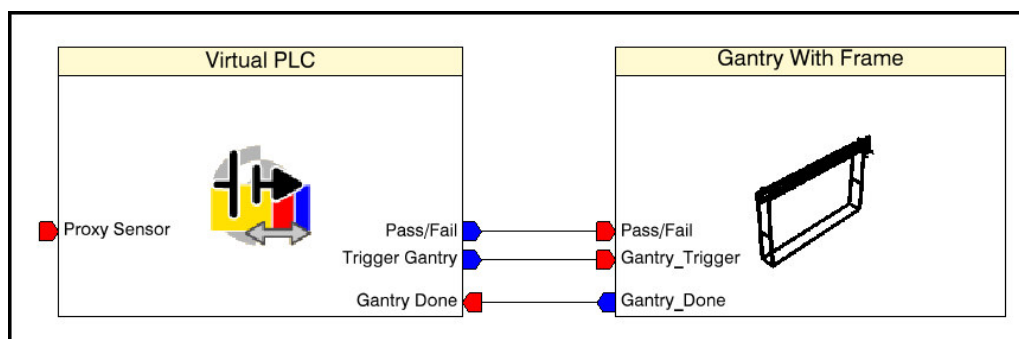 Virtual PLC
Gantry With Frame
Proxy Sensor
Pass/Fail
Pass/Fail
Trigger Gantry
Gantry_Trigger
Gantry Done
Gantry_Done